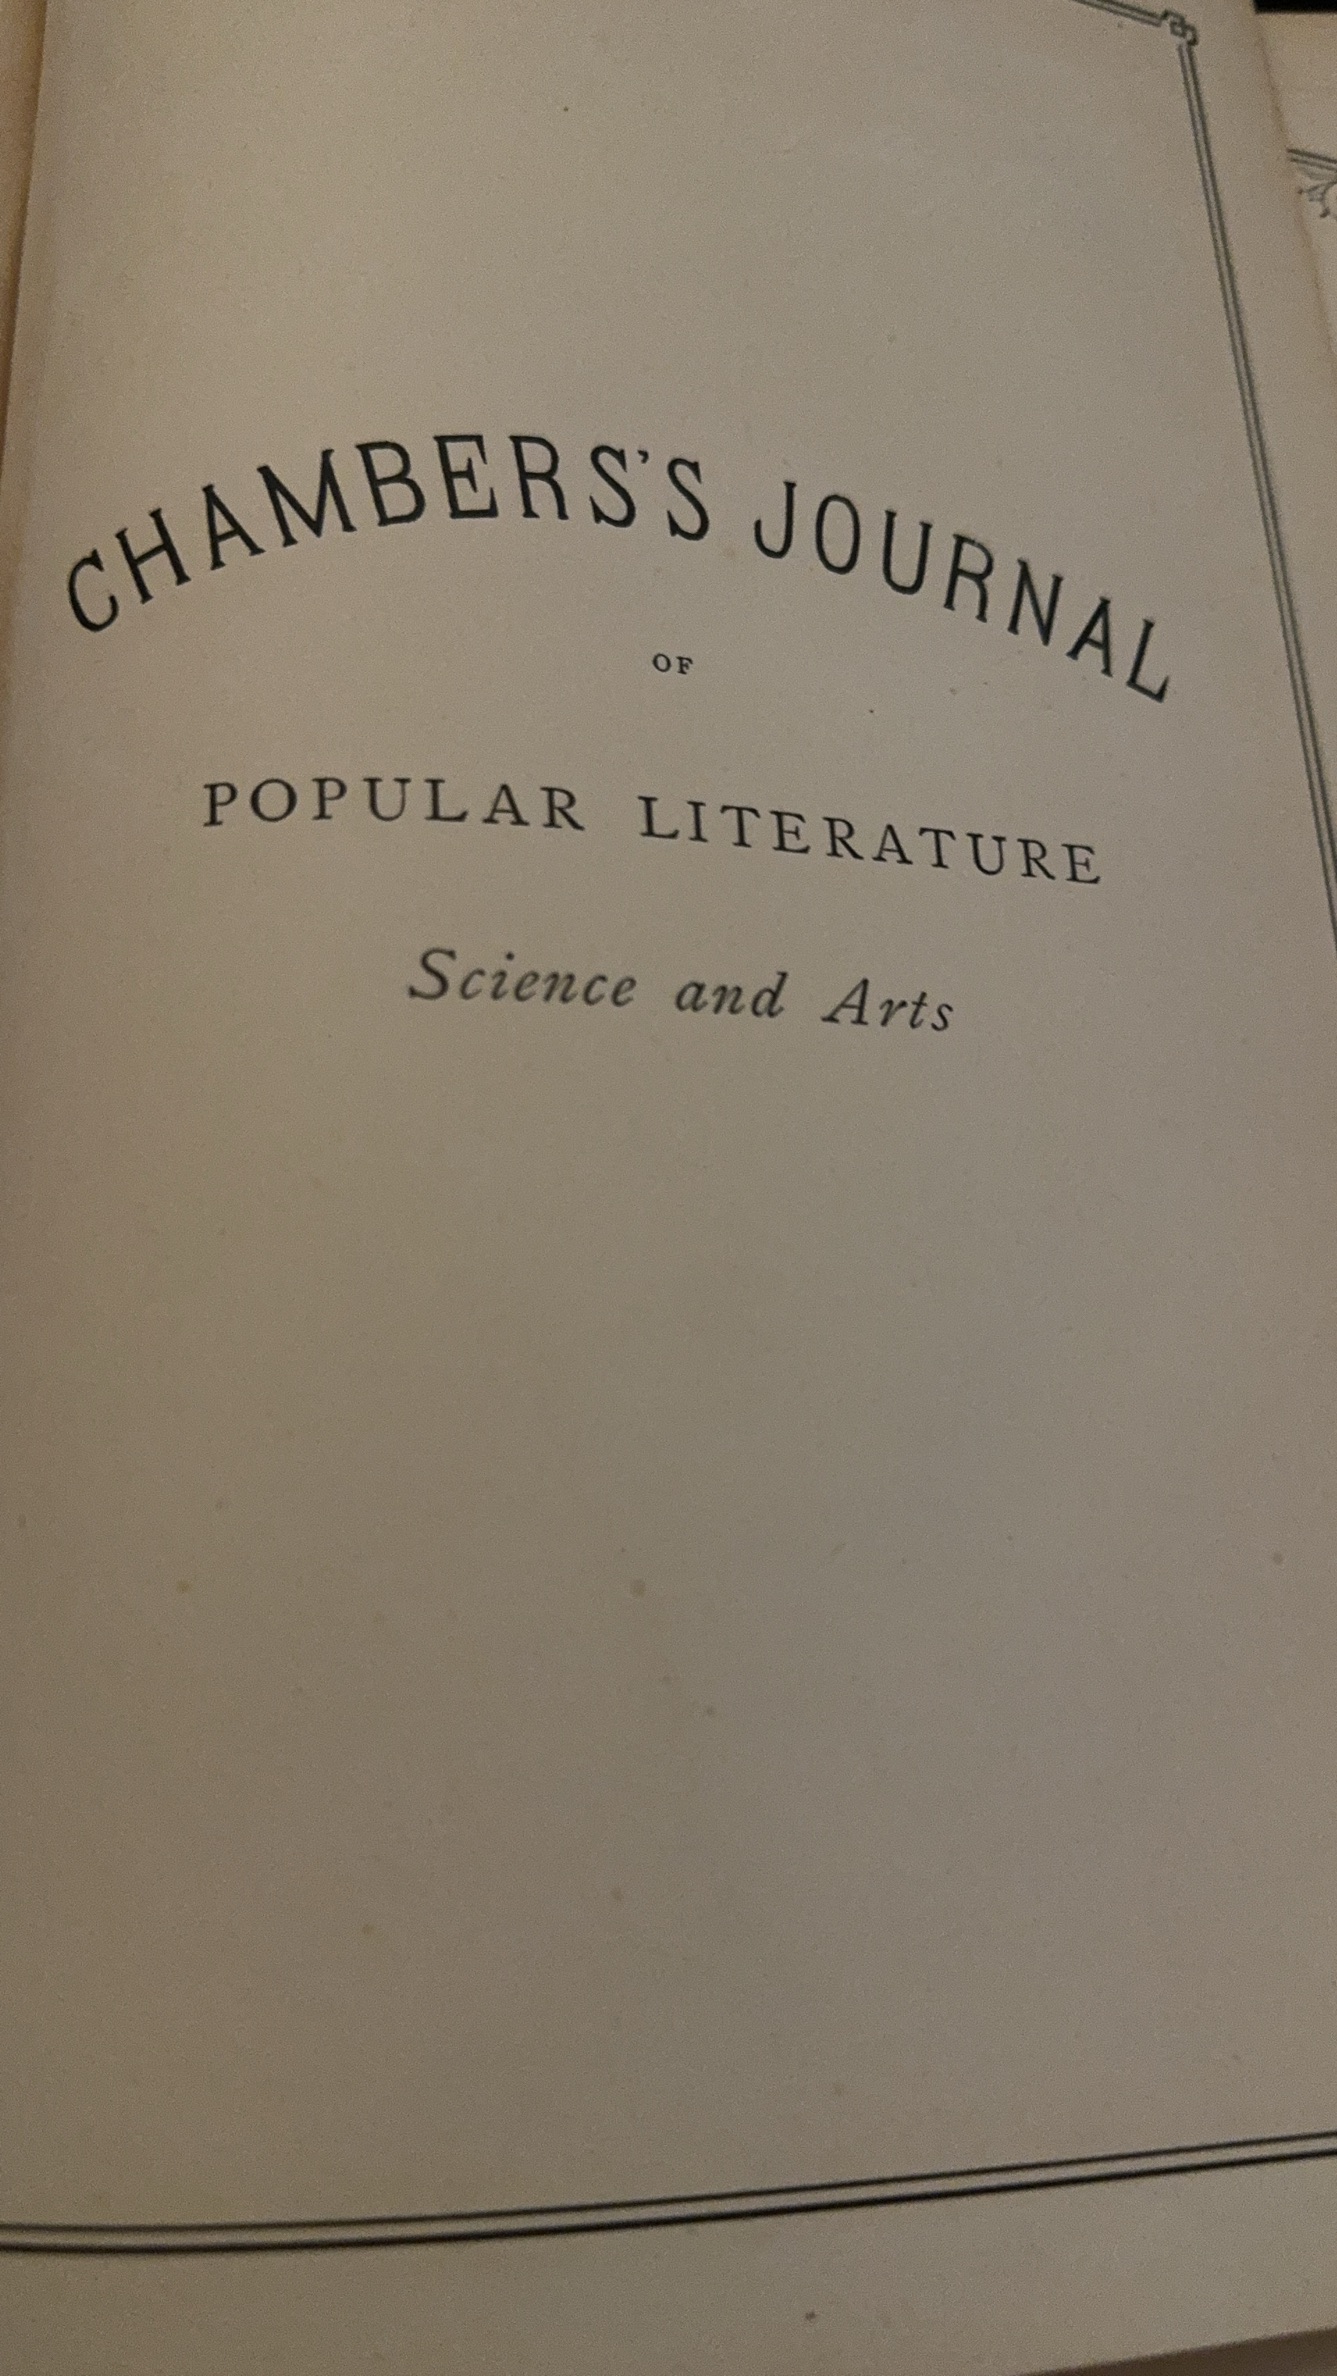 CHAMBERS'S JOURNAL
OF
POPULAR LITERATURE
Science and Arts